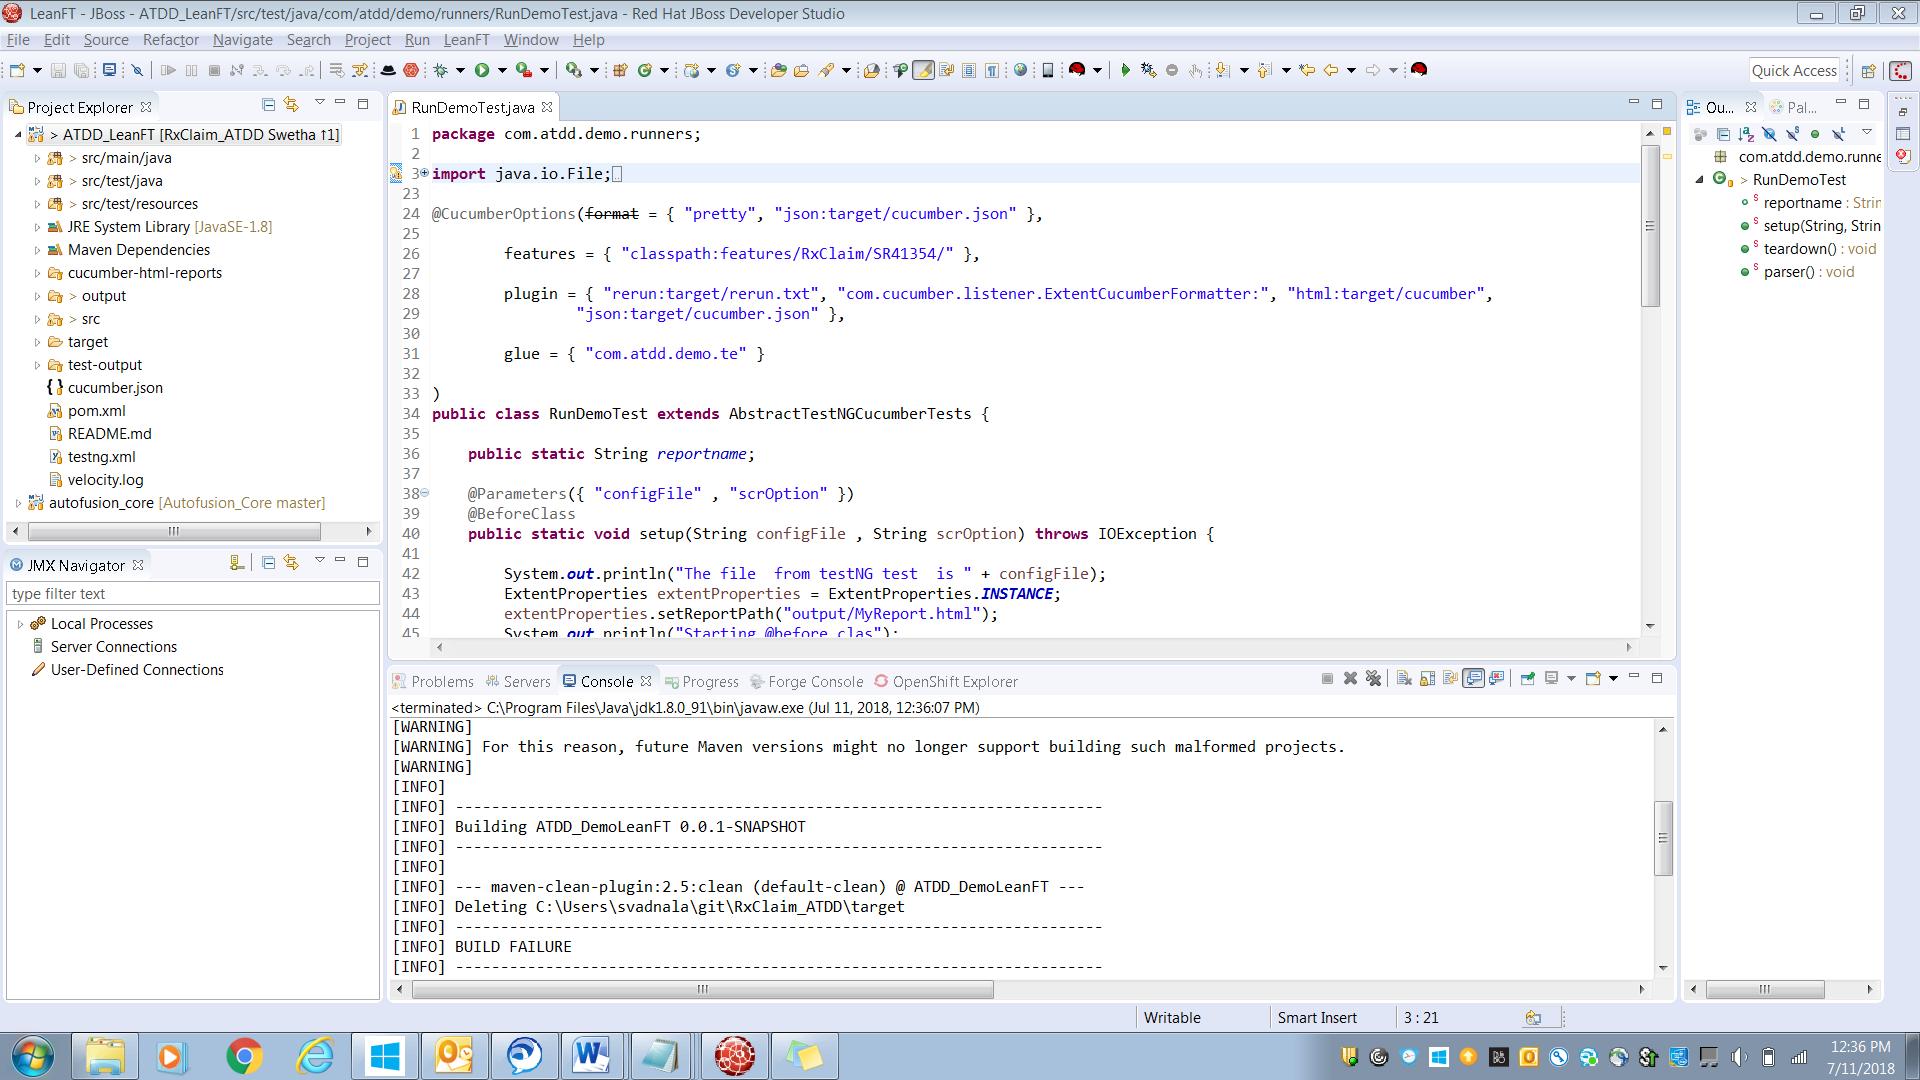 LeanFT - JBoss - ATDD_LeanFT/src/test/java/com/atdd/demo/runners/RunDemoTest.java - Red Hat JBoss Developer Studio
File Edit Source Refactor Navigate Search Project Run LeanFT Window Help
Quick Access
Project Explorer
> ATDD_LeanFT [RxClaim_ATDD Swetha ↑1]
> src/main/java
> src/test/java
> src/test/resources
JRE System Library [JavaSE-1.8]
Maven Dependencies
cucumber-html-reports
> output
> src
target
test-output
cucumber.json
pom.xml
README.md
testng.xml
velocity.log
autofusion_core [Autofusion_Core master]
JMX Navigator
type filter text
Local Processes
Server Connections
User-Defined Connections
RunDemoTest.java
1 package com.atdd.demo.runners;
2
3 import java.io.File;
23
24 @CucumberOptions(format = { "pretty", "json:target/cucumber.json" },
25
26 features = { "classpath:features/RxClaim/SR41354/" },
27
28 plugin = { "rerun:target/rerun.txt", "com.cucumber.listener.ExtentCucumberFormatter:", "html:target/cucumber",
29 "json:target/cucumber.json" },
30
31 glue = { "com.atdd.demo.te" }
32
33 )
34 public class RunDemoTest extends AbstractTestNGCucumberTests {
35
36 public static String reportname;
37
38 @Parameters({ "configFile" , "scrOption" })
39 @BeforeClass
40 public static void setup(String configFile , String scrOption) throws IOException {
41
42 System.out.println("The file  from testNG test  is " + configFile);
43 ExtentProperties extentProperties = ExtentProperties.INSTANCE;
44 extentProperties.setReportPath("output/MyReport.html");
45 System.out.println("Starting @before clas");
Problems Servers Console Progress Forge Console OpenShift Explorer
<terminated> C:\Program Files\Java\jdk1.8.0_91\bin\javaw.exe (Jul 11, 2018, 12:36:07 PM)
[WARNING]
[WARNING] For this reason, future Maven versions might no longer support building such malformed projects.
[WARNING]
[INFO]
[INFO] ------------------------------------------------------------------------
[INFO] Building ATDD_DemoLeanFT 0.0.1-SNAPSHOT
[INFO] ------------------------------------------------------------------------
[INFO]
[INFO] --- maven-clean-plugin:2.5:clean (default-clean) @ ATDD_DemoLeanFT ---
[INFO] Deleting C:\Users\svadnala\git\RxClaim_ATDD\target
[INFO] ------------------------------------------------------------------------
[INFO] BUILD FAILURE
[INFO] ------------------------------------------------------------------------
Ou... Pal...
com.atdd.demo.runne
> RunDemoTest
reportname : Strin
setup(String, Strin
teardown() : void
parser() : void
Writable Smart Insert 3 : 21
12:36 PM
7/11/2018